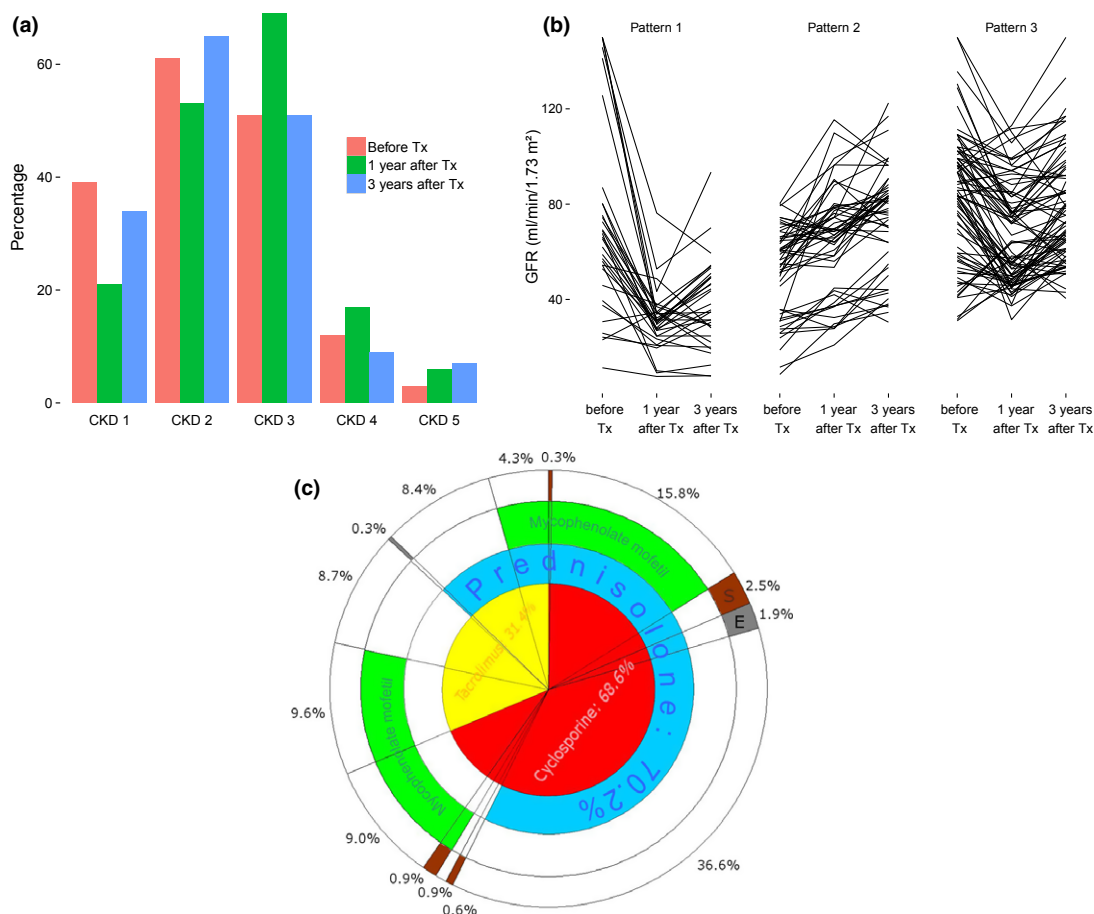 (a)
Percentage
60
40
20
0
Before Tx
1 year after Tx
3 years after Tx
CKD 1 CKD 2 CKD 3 CKD 4 CKD 5
(b)
Pattern 1 Pattern 2 Pattern 3
GFR (ml/min/1.73 m²)
120
80
40
before 1 year 3 years before 1 year 3 years before 1 year 3 years
Tx after Tx after Tx Tx after Tx after Tx Tx after Tx after Tx
(c)
4.3% 0.3%
8.4% 15.8%
0.3%
8.7%
9.6%
9.0%
0.9%
0.9%
0.6%
2.5%
1.9%
36.6%
Mycophenolate mofetil
Prednisolone: 70.2%
Tacrolimus: 31.4%
Cyclosporine: 68.6%
S
E
Mycophenolate mofetil